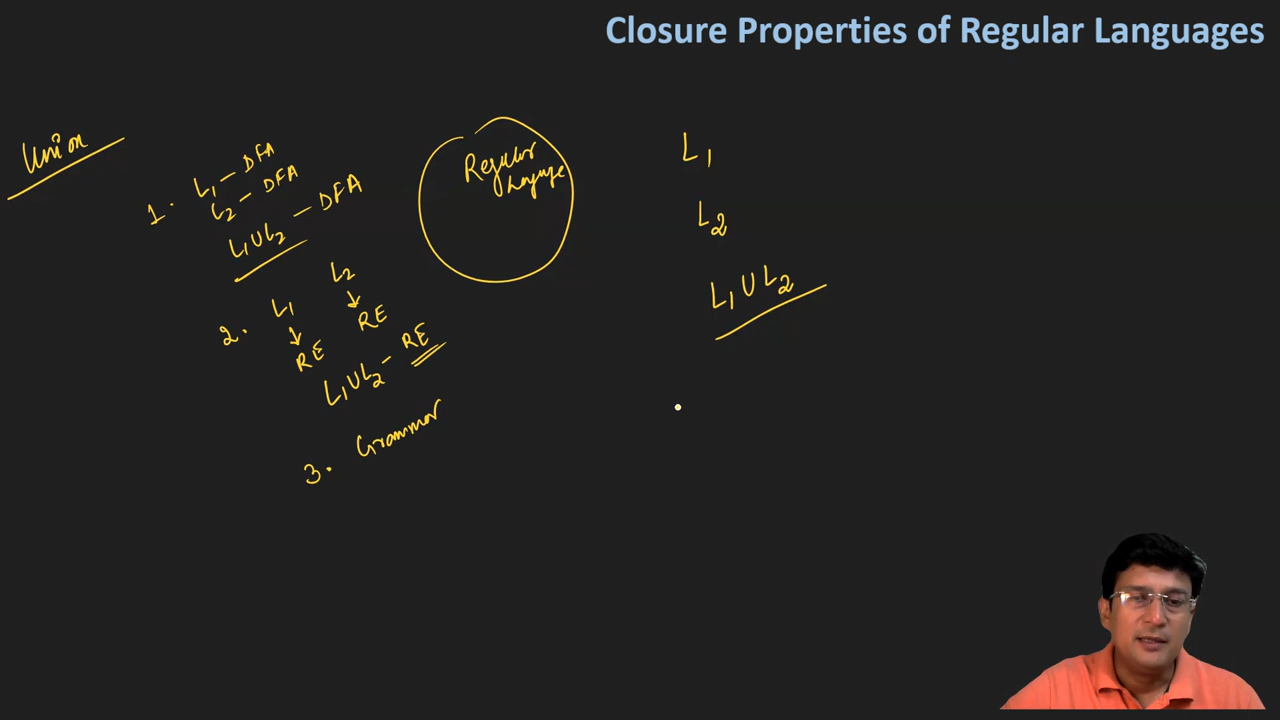 Closure Properties of Regular Languages
Union
1. L1 - DFA
L2 - DFA
L1UL2 - DFA
2. L1 L2
↓ ↓
RE RE
L1UL2 - RE
3. Grammar
Regular
Language
L1
L2
L1UL2